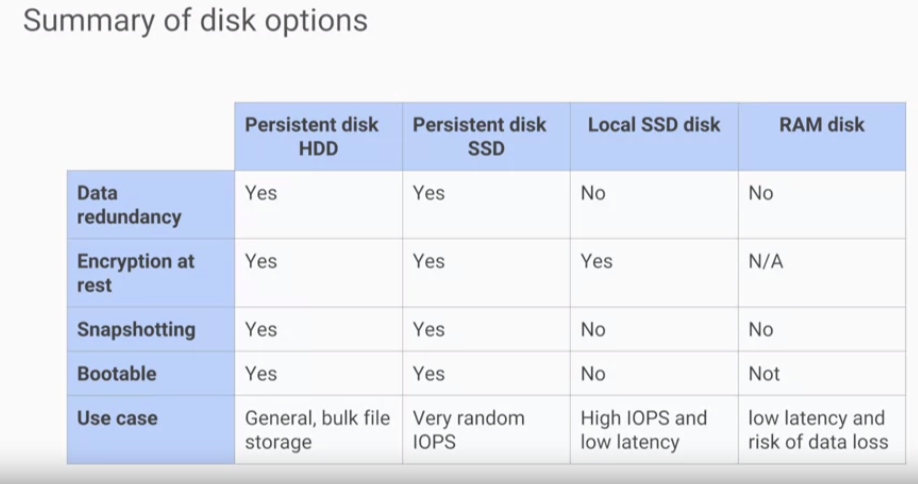 Summary of disk options
Persistent disk HDD | Persistent disk SSD | Local SSD disk | RAM disk
Data redundancy | Yes | Yes | No | No
Encryption at rest | Yes | Yes | Yes | N/A
Snapshotting | Yes | Yes | No | No
Bootable | Yes | Yes | No | Not
Use case | General, bulk file storage | Very random IOPS | High IOPS and low latency | low latency and risk of data loss